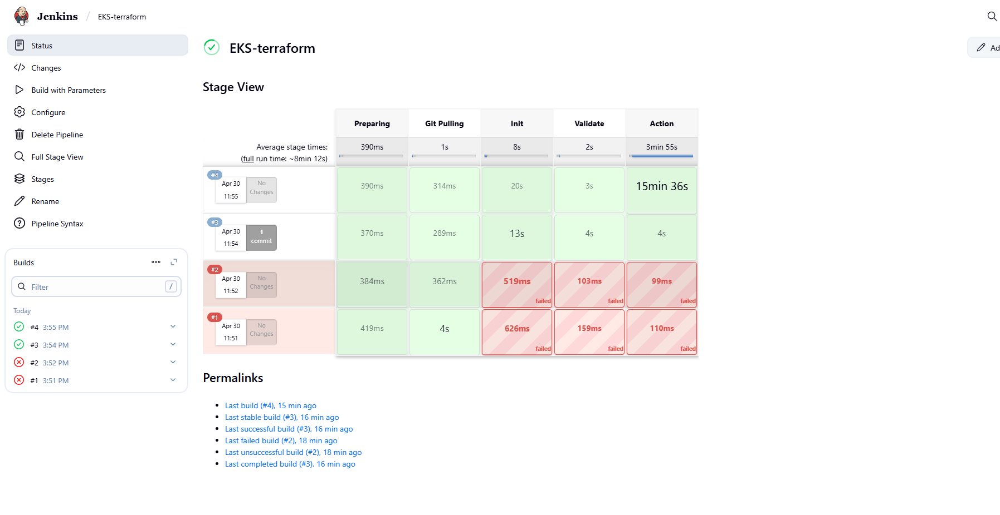 Jenkins / EKS-terraform
Status
Changes
Build with Parameters
Configure
Delete Pipeline
Full Stage View
Stages
Rename
Pipeline Syntax
Builds
Filter /
Today
#4 3:55 PM
#3 3:54 PM
#2 3:52 PM
#1 3:51 PM
EKS-terraform
Ad
Stage View
Preparing Git Pulling Init Validate Action
Average stage times: 390ms 1s 8s 2s 3min 55s
(full run time: ~8min 12s)
#4
Apr 30 No
11:55 Changes
390ms 314ms 20s 3s 15min 36s
#3
Apr 30 1
11:54 commit
370ms 289ms 13s 4s 4s
#2
Apr 30 No
11:52 Changes
384ms 362ms 519ms 103ms 99ms
failed failed failed
#1
Apr 30 No
11:51 Changes
419ms 4s 626ms 159ms 110ms
failed failed failed
Permalinks
Last build (#4), 15 min ago
Last stable build (#3), 16 min ago
Last successful build (#3), 16 min ago
Last failed build (#2), 18 min ago
Last unsuccessful build (#2), 18 min ago
Last completed build (#3), 16 min ago